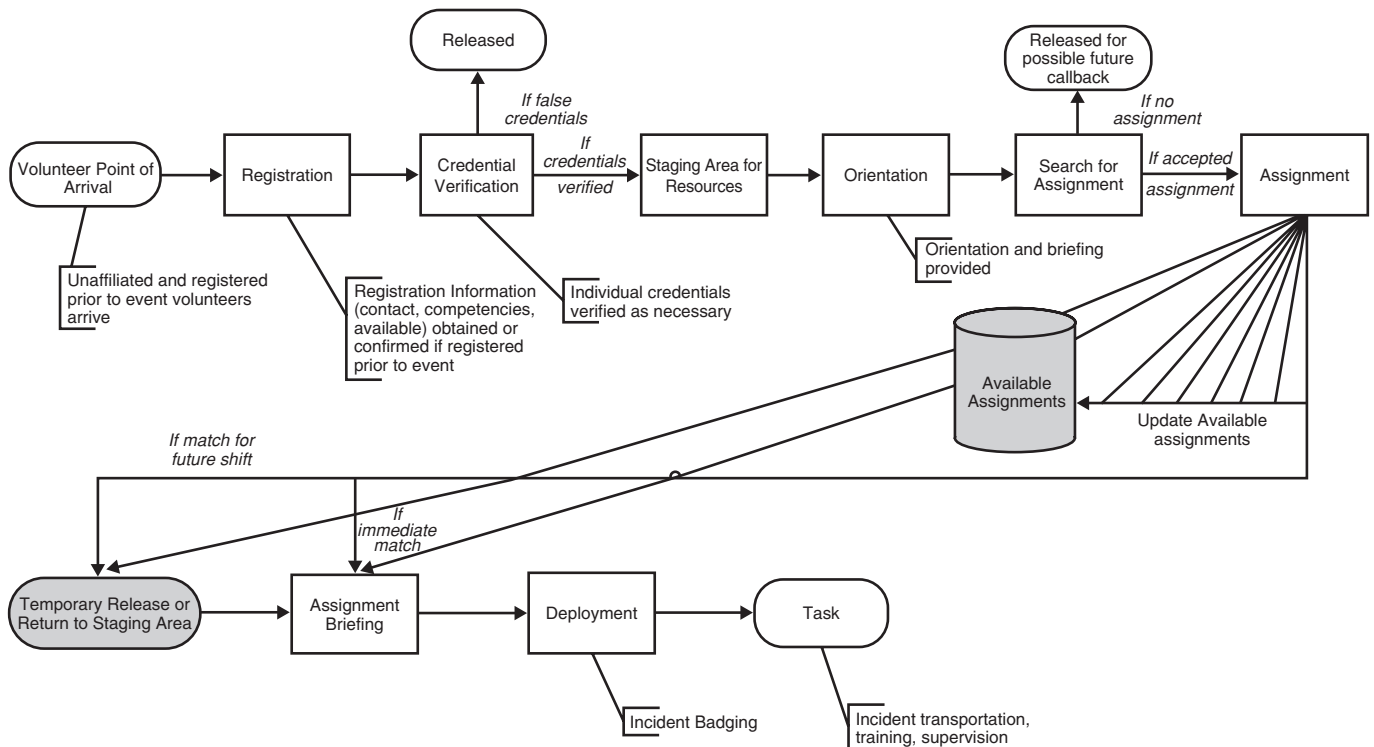 Released
Released for
possible future
callback
If false
credentials
If no
assignment
Volunteer Point of
Arrival
Registration
Credential
Verification
If
credentials
verified
Staging Area for
Resources
Orientation
Search for
Assignment
If accepted
assignment
Assignment
Unaffiliated and registered
prior to event volunteers
arrive
Registration Information
(contact, competencies,
available) obtained or
confirmed if registered
prior to event
Individual credentials
verified as necessary
Orientation and briefing
provided
Available
Assignments
Update Available
assignments
If match for
future shift
If
immediate
match
Temporary Release or
Return to Staging Area
Assignment
Briefing
Deployment
Task
Incident Badging
Incident transportation,
training, supervision